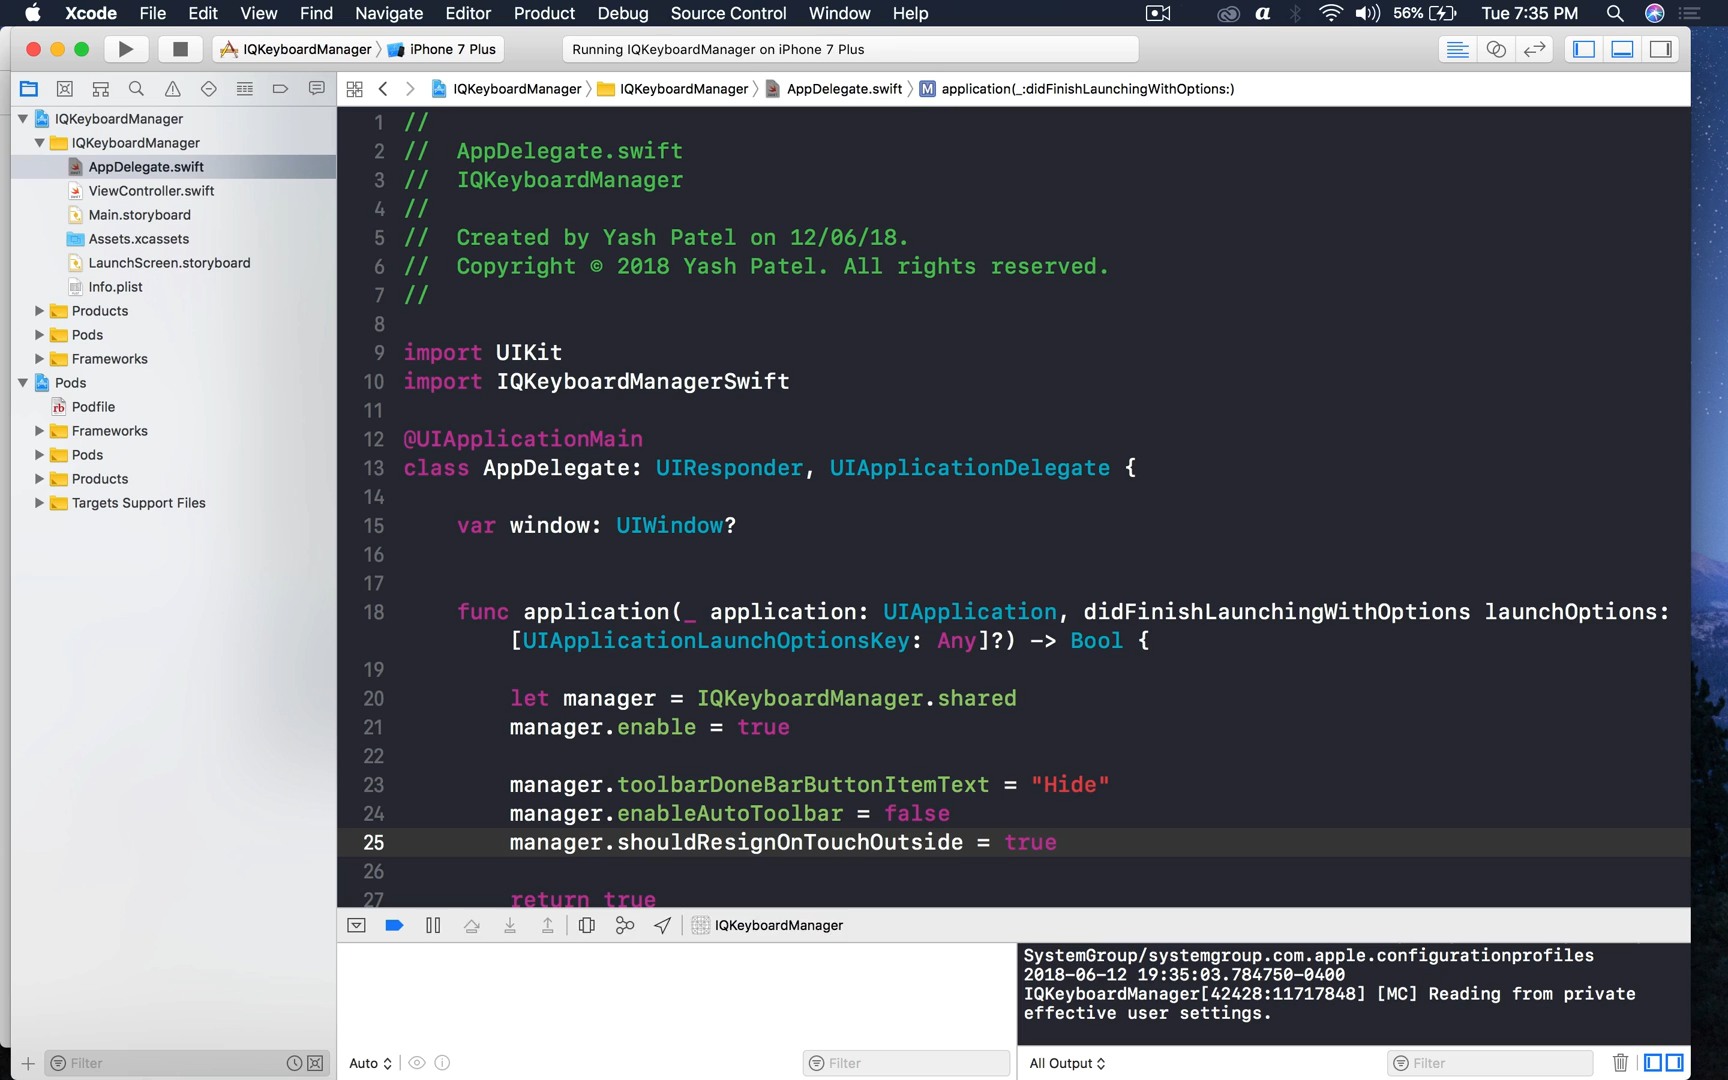 Xcode File Edit View Find Navigate Editor Product Debug Source Control Window Help 56% Tue 7:35 PM
IQKeyboardManager iPhone 7 Plus Running IQKeyboardManager on iPhone 7 Plus
IQKeyboardManager IQKeyboardManager AppDelegate.swift M application(_:didFinishLaunchingWithOptions:)
IQKeyboardManager
IQKeyboardManager
AppDelegate.swift
ViewController.swift
Main.storyboard
Assets.xcassets
LaunchScreen.storyboard
Info.plist
Products
Pods
Frameworks
Pods
rb Podfile
Frameworks
Pods
Products
Targets Support Files
Filter
1 //
2 //  AppDelegate.swift
3 //  IQKeyboardManager
4 //
5 //  Created by Yash Patel on 12/06/18.
6 //  Copyright © 2018 Yash Patel. All rights reserved.
7 //
8
9 import UIKit
10 import IQKeyboardManagerSwift
11
12 @UIApplicationMain
13 class AppDelegate: UIResponder, UIApplicationDelegate {
14
15     var window: UIWindow?
16
17
18     func application(_ application: UIApplication, didFinishLaunchingWithOptions launchOptions:
[UIApplicationLaunchOptionsKey: Any]?) -> Bool {
19
20         let manager = IQKeyboardManager.shared
21         manager.enable = true
22
23         manager.toolbarDoneBarButtonItemText = "Hide"
24         manager.enableAutoToolbar = false
25         manager.shouldResignOnTouchOutside = true
26
27         return true
IQKeyboardManager
SystemGroup/systemgroup.com.apple.configurationprofiles
2018-06-12 19:35:03.784750-0400
IQKeyboardManager[42428:11717848] [MC] Reading from private
effective user settings.
Auto Filter All Output Filter